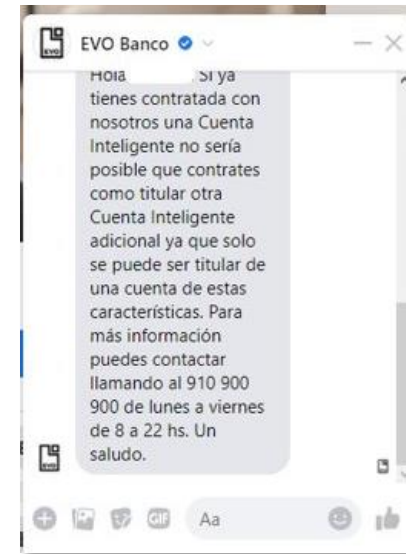 EVO Banco
Hola . Si ya
tienes contratada con
nosotros una Cuenta
Inteligente no sería
posible que contrates
como titular otra
Cuenta Inteligente
adicional ya que solo
se puede ser titular de
una cuenta de estas
características. Para
más información
puedes contactar
llamando al 910 900
900 de lunes a viernes
de 8 a 22 hs. Un
saludo.
GIF
Aa